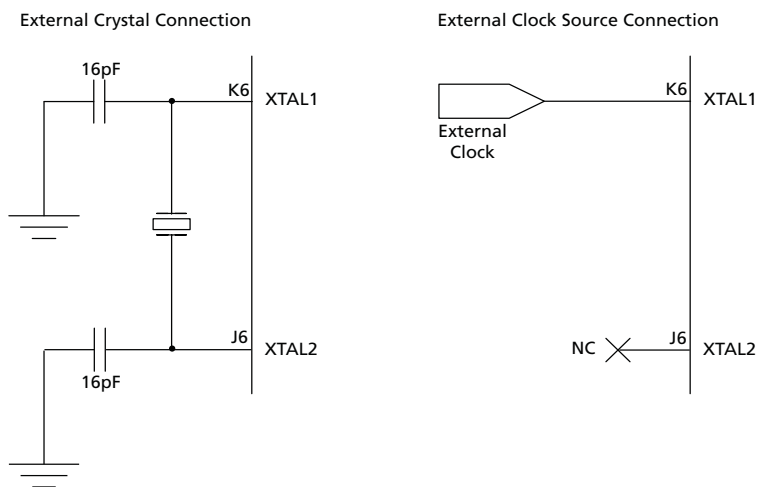 External Crystal Connection
16pF
K6
XTAL1
J6
XTAL2
16pF
External Clock Source Connection
K6
XTAL1
External
Clock
J6
NC
XTAL2